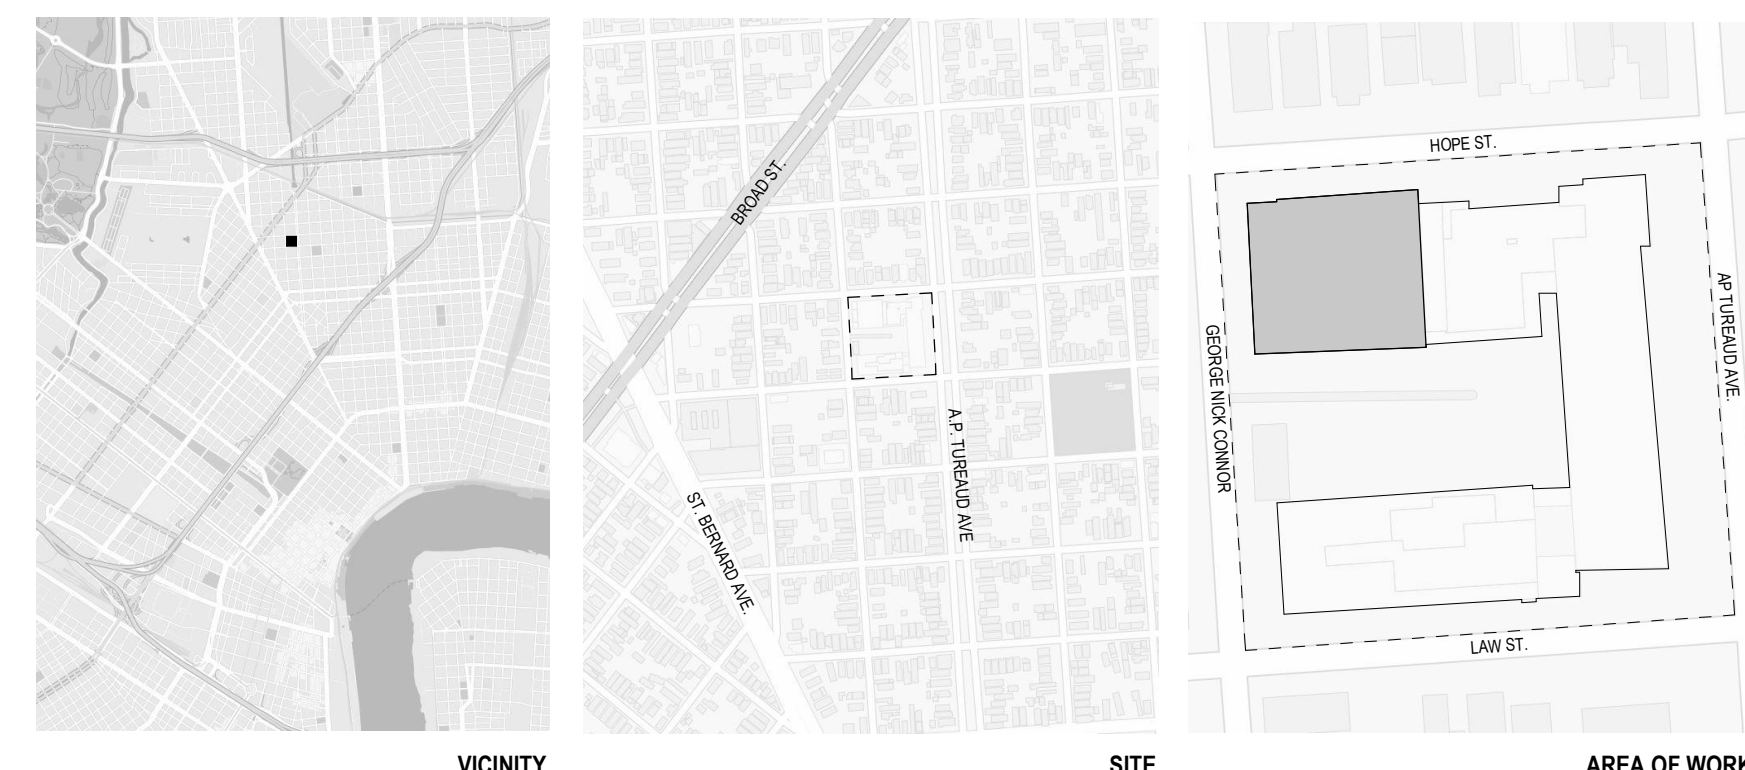 BROAD ST.
A.P. TUREAUD AVE
ST. BERNARD AVE.
HOPE ST.
AP TUREAUD AVE.
GEORGE NICK CONNOR
LAW ST.
VICINITY
SITE
AREA OF WORK